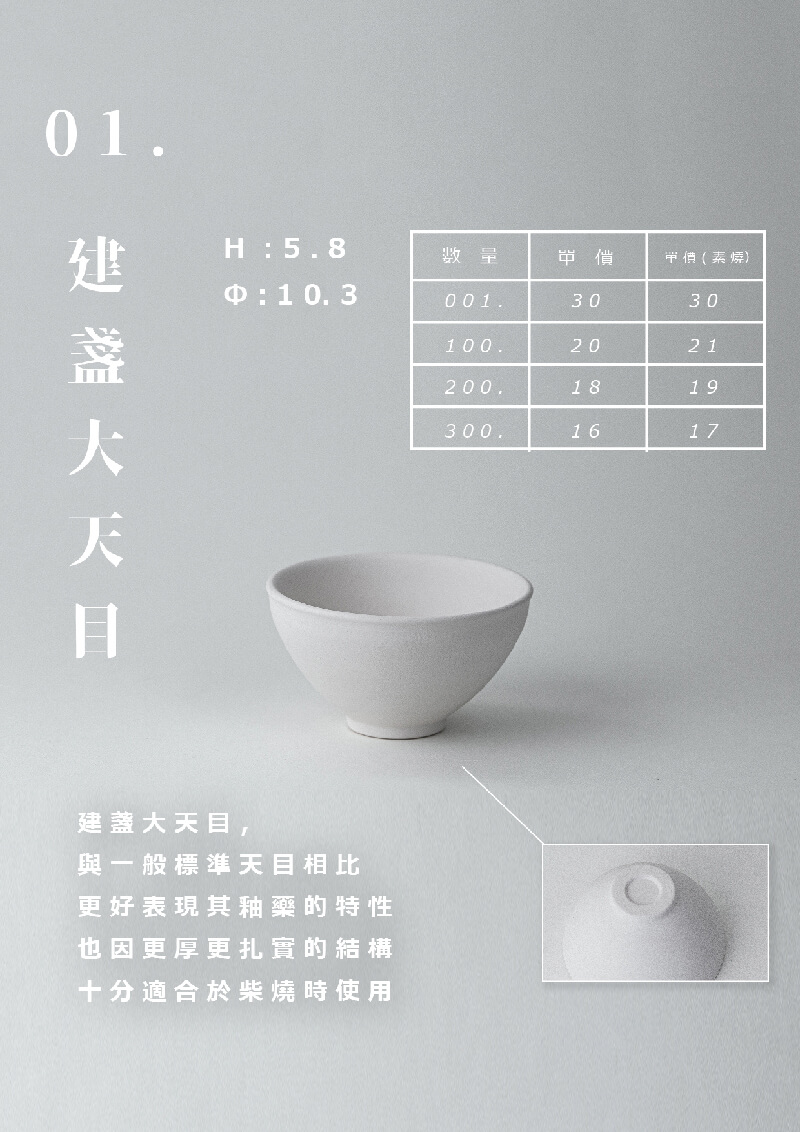 01.
建盞大天目
H:5.8
Φ:10.3
數量 單價 單價(素燒)
001. 30 30
100. 20 21
200. 18 19
300. 16 17
建盞大天目,
與一般標準天目相比
更好表現其釉藥的特性
也因更厚更扎實的結構
十分適合於柴燒時使用